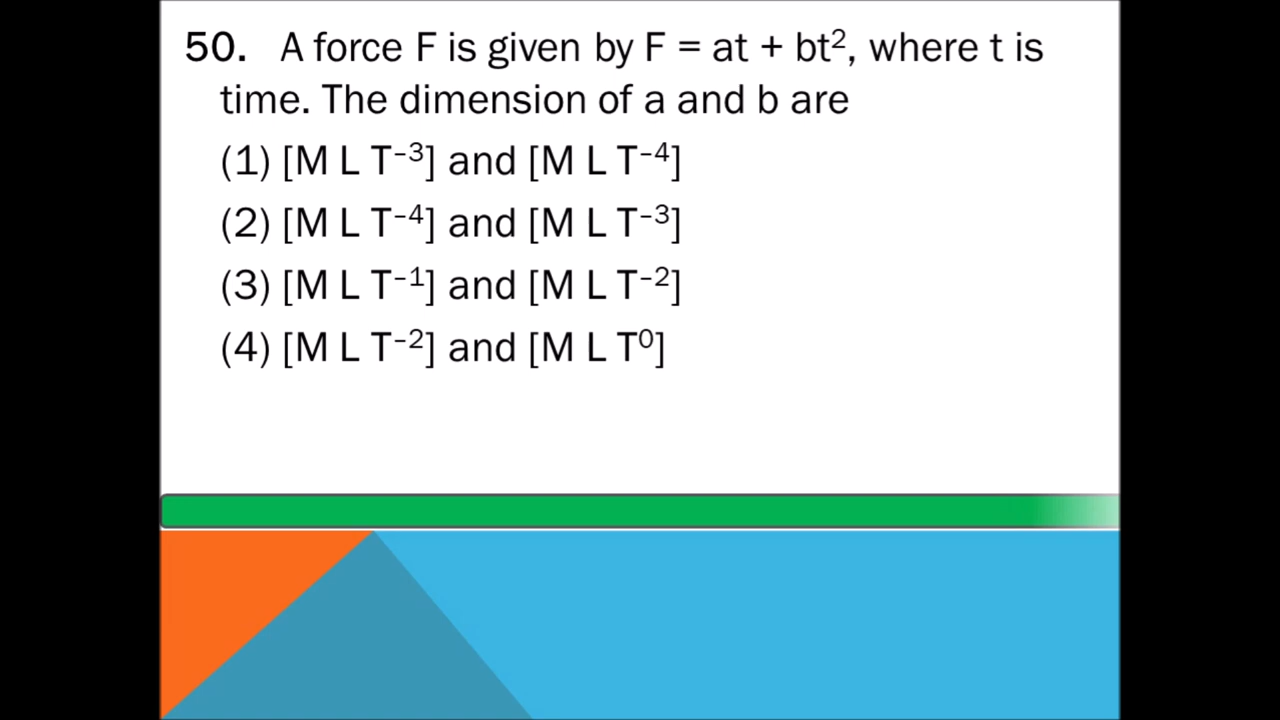 50. A force F is given by F = at + bt², where t is
time. The dimension of a and b are
(1) [M L T⁻³] and [M L T⁻⁴]
(2) [M L T⁻⁴] and [M L T⁻³]
(3) [M L T⁻¹] and [M L T⁻²]
(4) [M L T⁻²] and [M L T⁰]